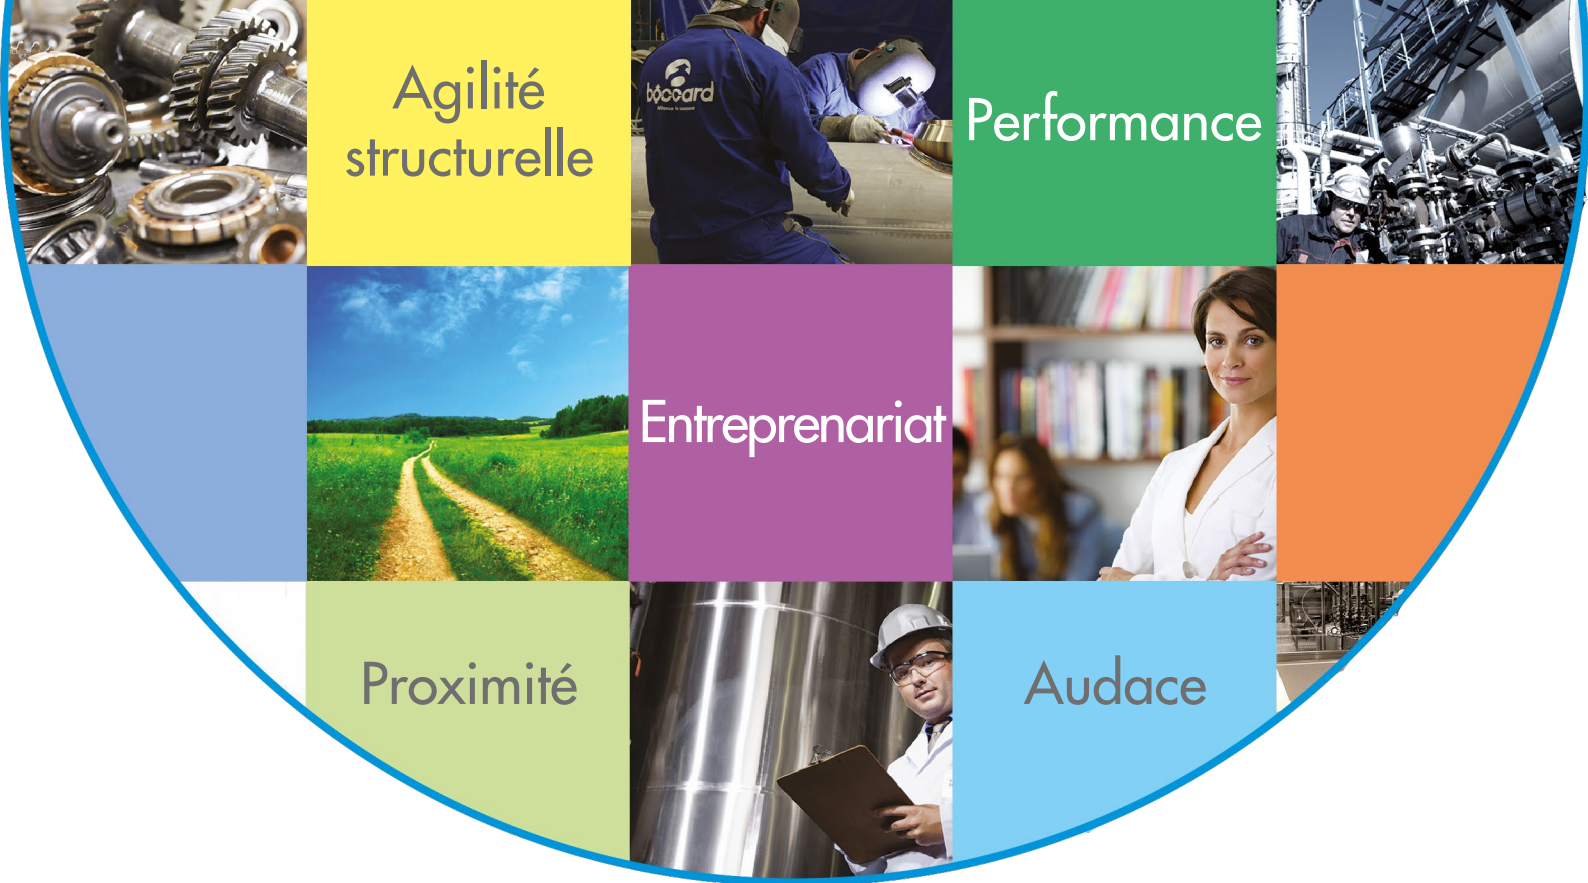 Agilité
structurelle
boccard
Performance
Entreprenariat
Proximité
Audace